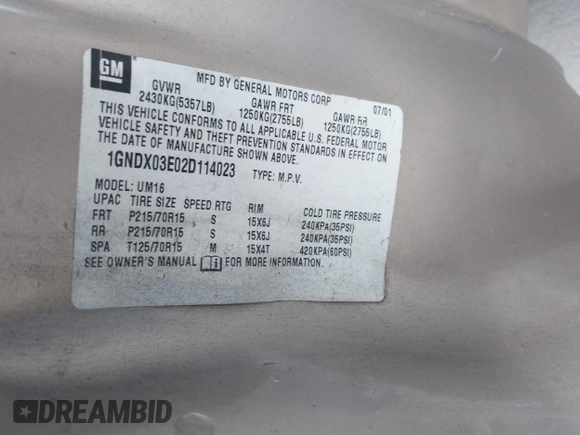 GM
MFD BY GENERAL MOTORS CORP 07/01
GVWR GAWR FRT GAWR RR
2430KG(5357LB) 1250KG(2755LB) 1250KG(2755LB)
THIS VEHICLE CONFORMS TO ALL APPLICABLE U.S. FEDERAL MOTOR
VEHICLE SAFETY AND THEFT PREVENTION STANDARDS IN EFFECT ON
THE DATE OF MANUFACTURE SHOWN ABOVE.
1GNDX03E02D114023 TYPE: M.P.V.
MODEL: UM16
UPAC TIRE SIZE SPEED RTG RIM COLD TIRE PRESSURE
FRT P215/70R15 S 15X6J 240KPA(35PSI)
RR P215/70R15 S 15X6J 240KPA(35PSI)
SPA T125/70R15 M 15X4T 420KPA(60PSI)
SEE OWNER'S MANUAL FOR MORE INFORMATION.
DREAMBID